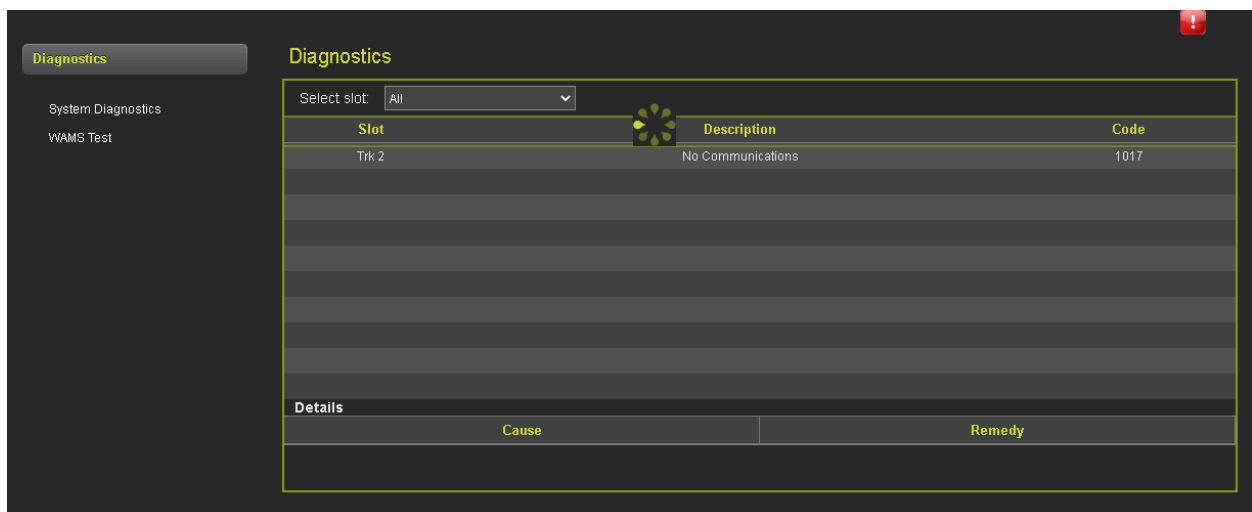 !
Diagnostics
Diagnostics
Select slot: All
System Diagnostics
WAMS Test
Slot Description Code
Trk 2 No Communications 1017
Details
Cause Remedy